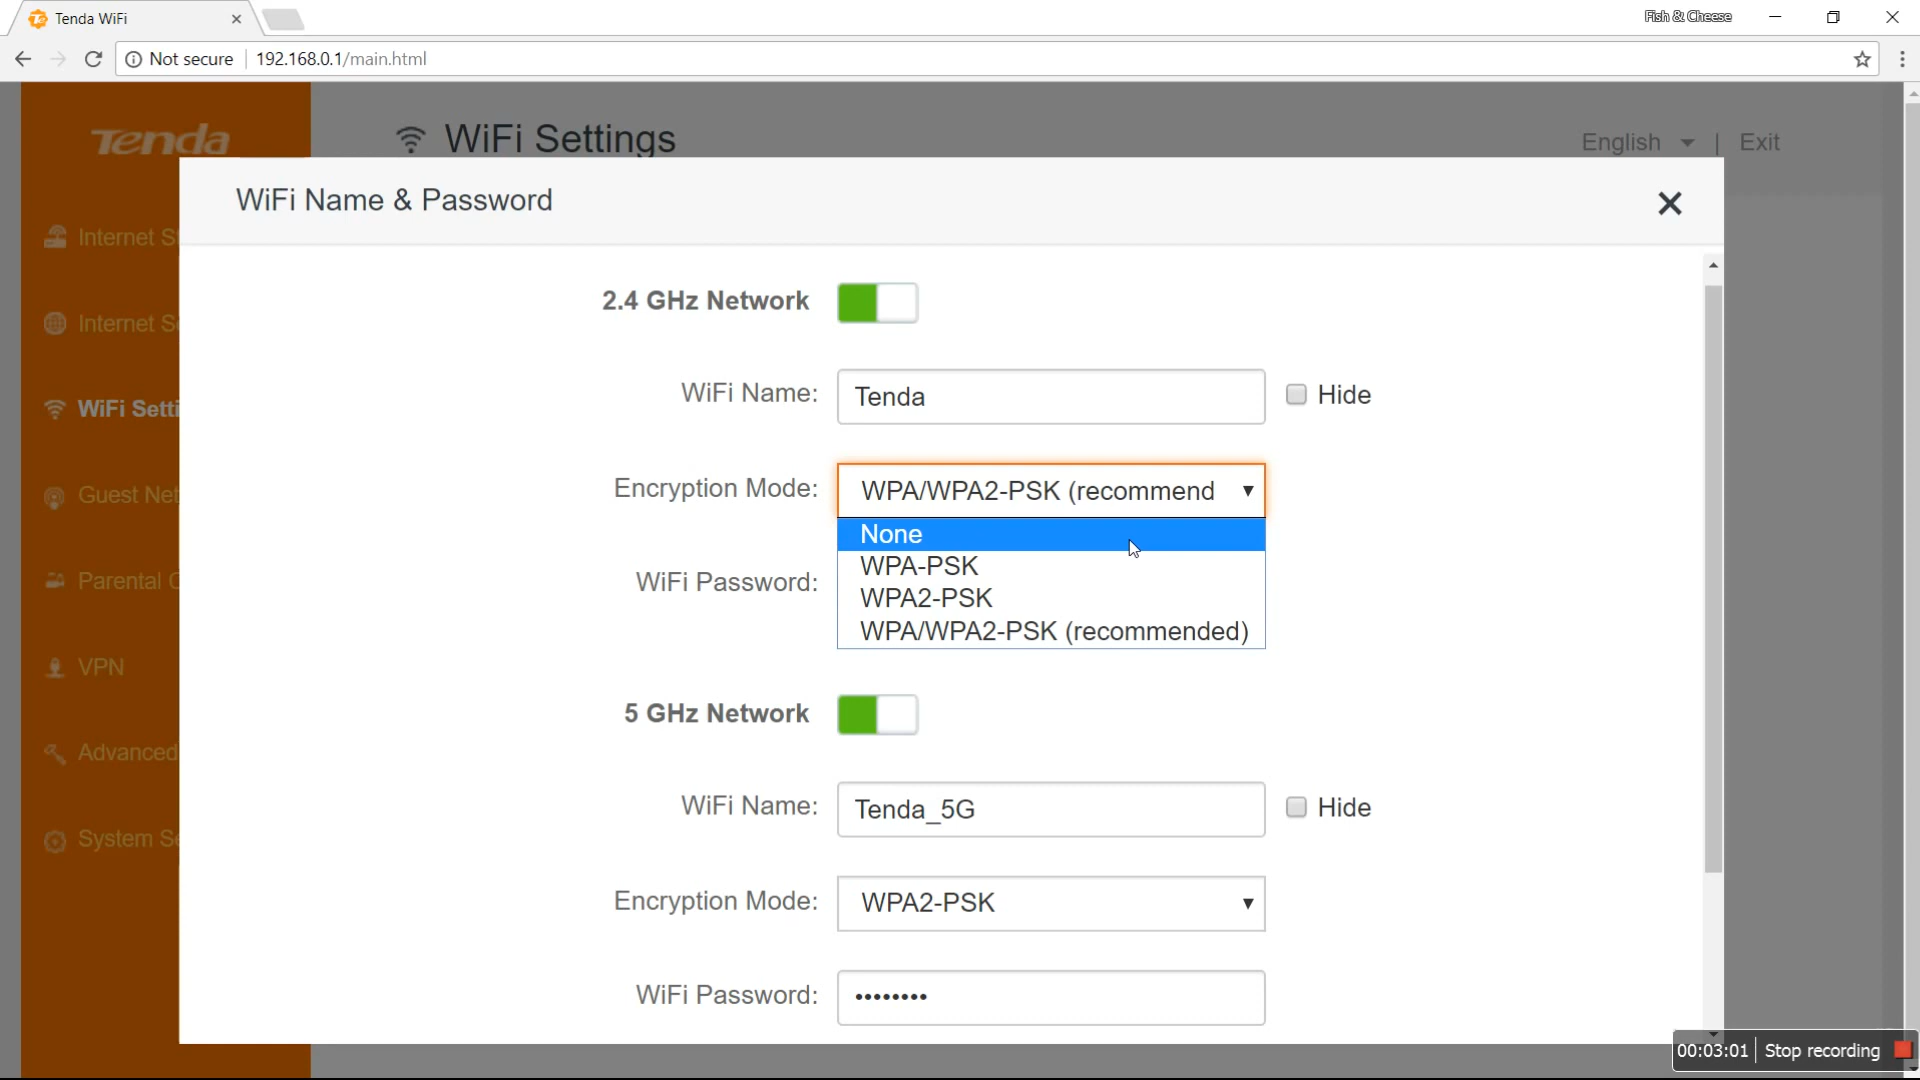 Tenda WiFi
Fish & Cheese
Not secure
192.168.0.1/main.html
Tenda
WiFi Settings
English
Exit
WiFi Name & Password
Internet S
Internet S
WiFi Setti
Guest Net
Parental C
VPN
Advanced
System Se
2.4 GHz Network
WiFi Name: Tenda Hide
Encryption Mode: WPA/WPA2-PSK (recommend
None
WPA-PSK
WiFi Password:
WPA2-PSK
WPA/WPA2-PSK (recommended)
5 GHz Network
WiFi Name: Tenda_5G Hide
Encryption Mode: WPA2-PSK
WiFi Password: ••••••••
00:03:01 Stop recording